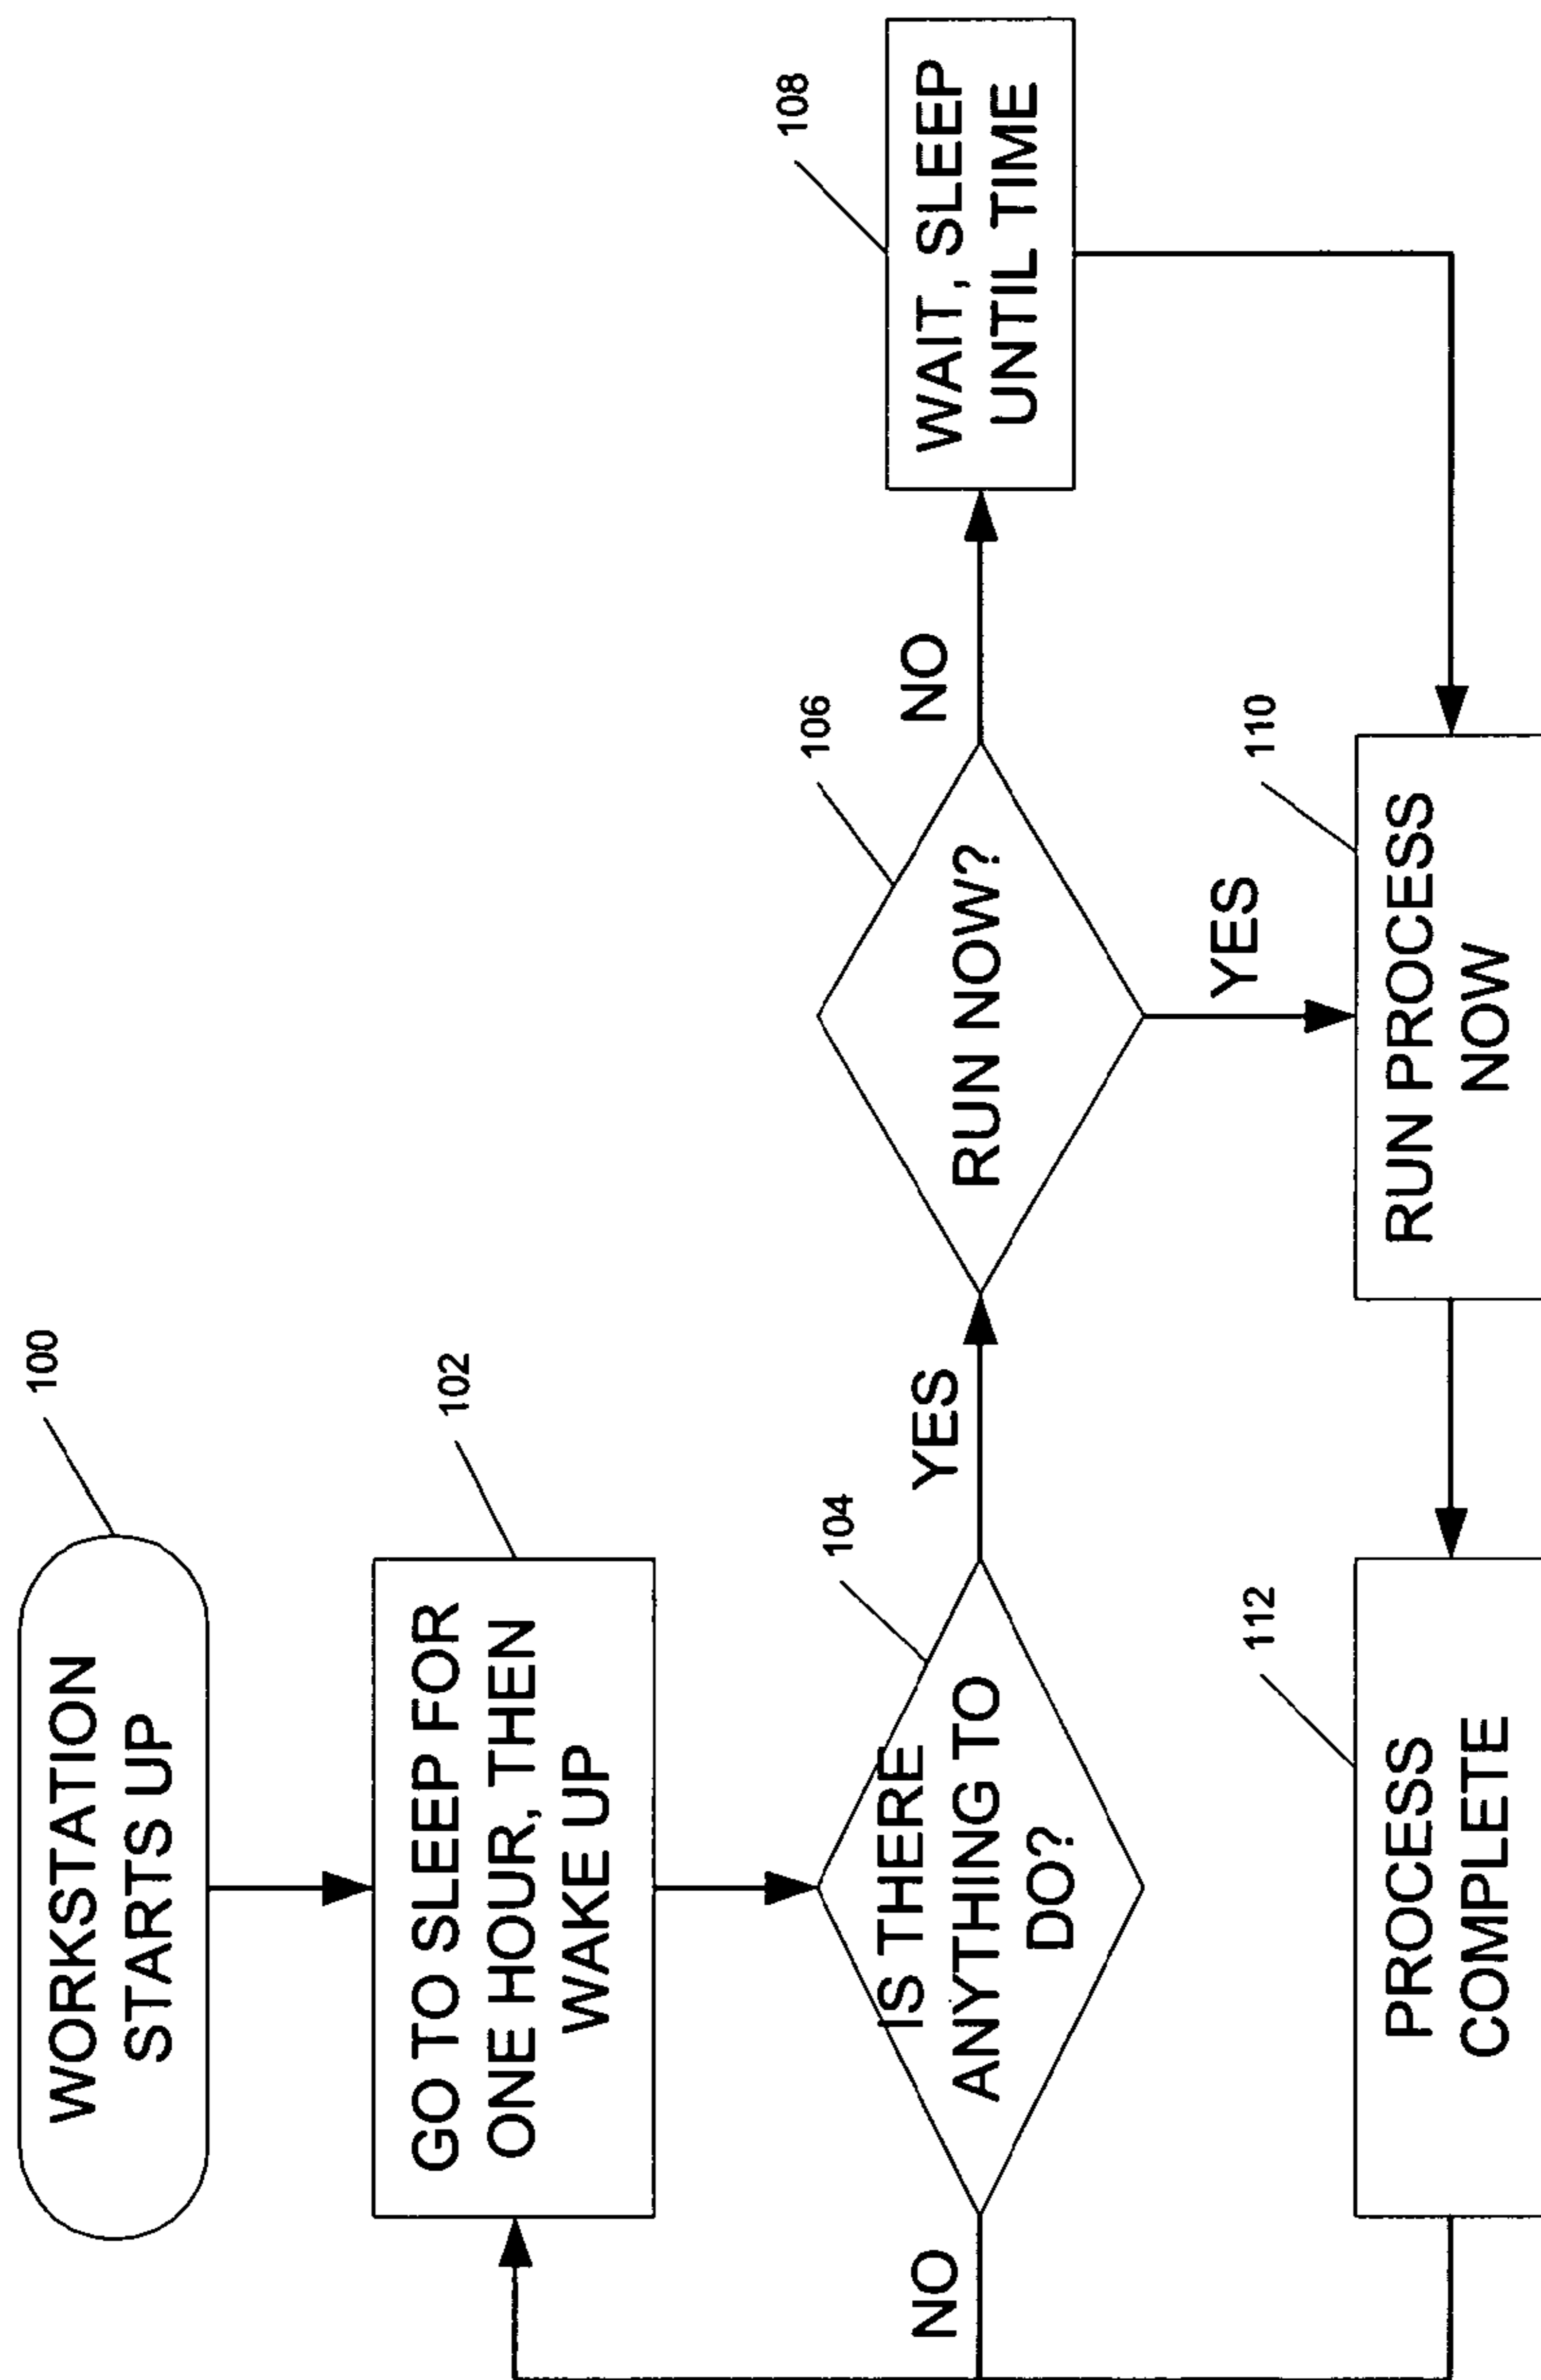 100
WORKSTATION
STARTS UP
102
GO TO SLEEP FOR
ONE HOUR, THEN
WAKE UP
104
IS THERE
ANYTHING TO
DO?
NO
YES
106
RUN NOW?
NO
108
WAIT, SLEEP
UNTIL TIME
YES
110
RUN PROCESS
NOW
112
PROCESS
COMPLETE